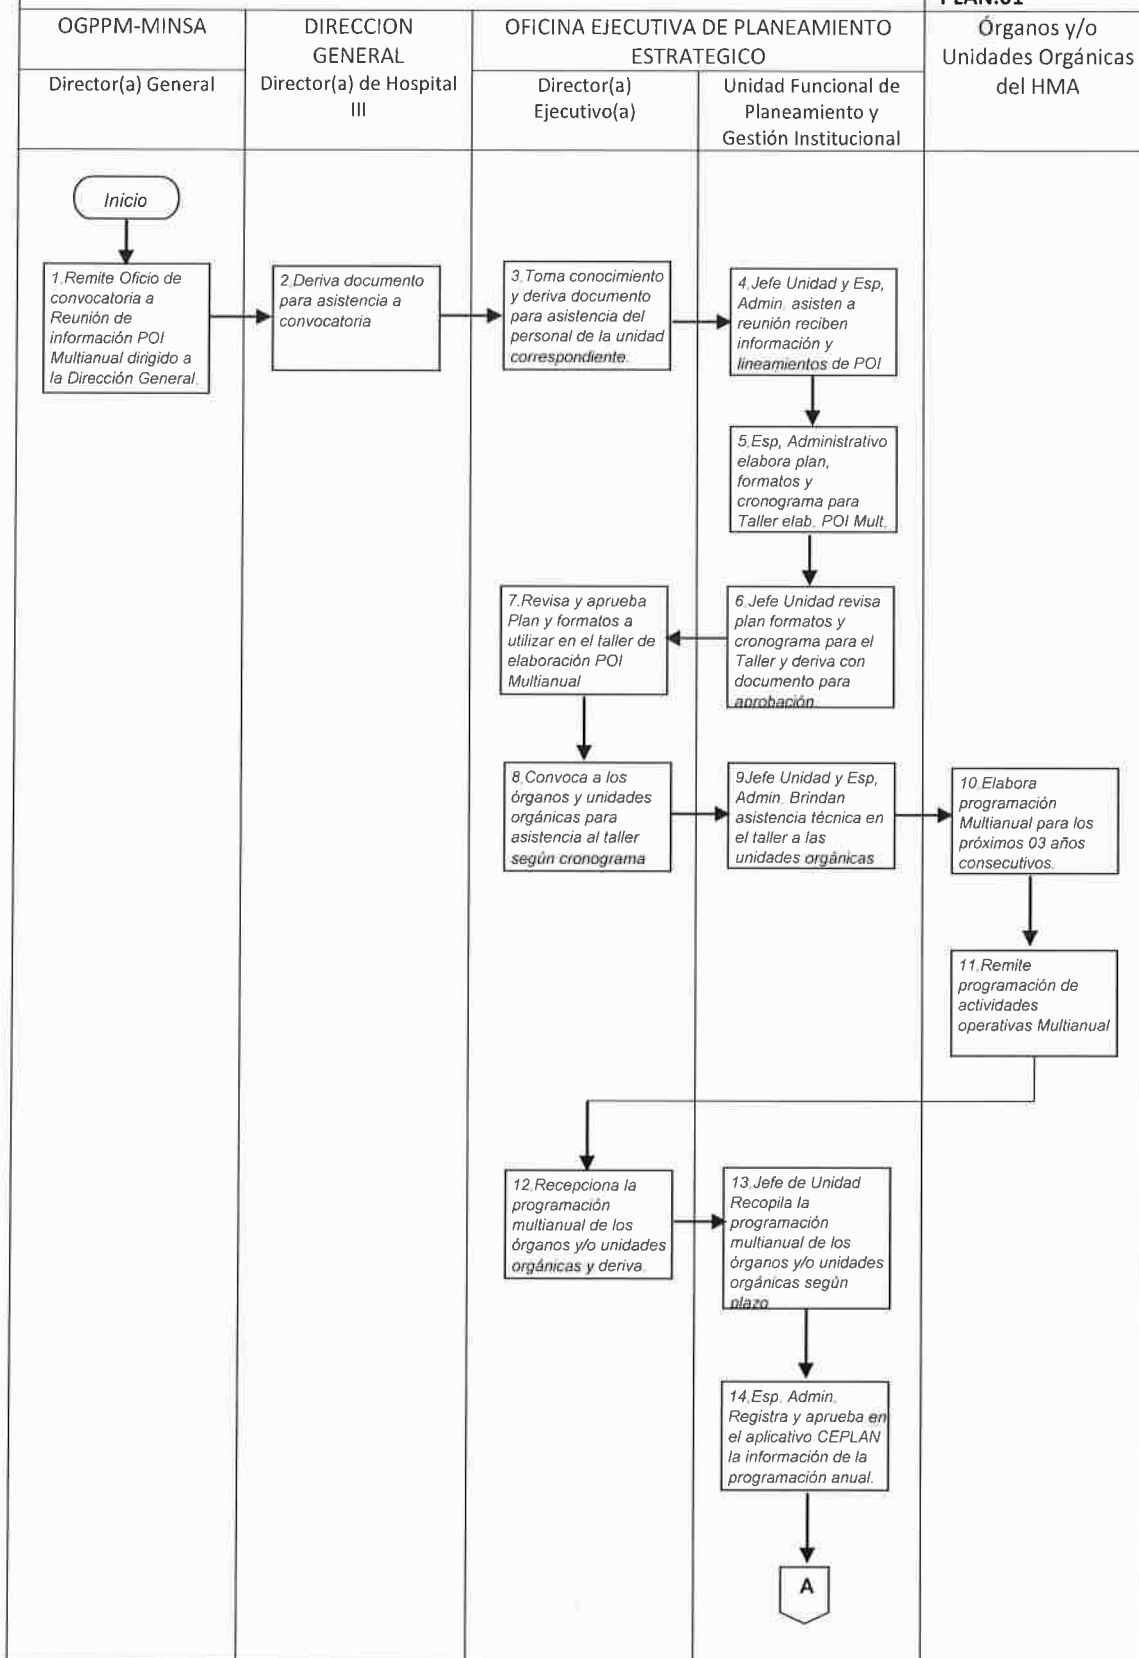 PLAN.01
OGPPM-MINSA
Director(a) General
DIRECCION
GENERAL
Director(a) de Hospital
III
OFICINA EJECUTIVA DE PLANEAMIENTO
ESTRATEGICO
Director(a)
Ejecutivo(a)
Unidad Funcional de
Planeamiento y
Gestión Institucional
Órganos y/o
Unidades Orgánicas
del HMA
Inicio
1.Remite Oficio de
convocatoria a
Reunión de
información POI
Multianual dirigido a
la Dirección General.
2.Deriva documento
para asistencia a
convocatoria
3.Toma conocimiento
y deriva documento
para asistencia del
personal de la unidad
correspondiente.
4.Jefe Unidad y Esp,
Admin. asisten a
reunión reciben
información y
lineamientos de POI
5.Esp, Administrativo
elabora plan,
formatos y
cronograma para
Taller elab. POI Mult.
6.Jefe Unidad revisa
plan formatos y
cronograma para el
Taller y deriva con
documento para
aprobación.
7.Revisa y aprueba
Plan y formatos a
utilizar en el taller de
elaboración POI
Multianual
8.Convoca a los
órganos y unidades
orgánicas para
asistencia al taller
según cronograma
9Jefe Unidad y Esp,
Admin. Brindan
asistencia técnica en
el taller a las
unidades orgánicas
10.Elabora
programación
Multianual para los
próximos 03 años
consecutivos.
11.Remite
programación de
actividades
operativas Multianual
12.Recepciona la
programación
multianual de los
órganos y/o unidades
orgánicas y deriva.
13.Jefe de Unidad
Recopila la
programación
multianual de los
órganos y/o unidades
orgánicas según
plazo
14.Esp. Admin.
Registra y aprueba en
el aplicativo CEPLAN
la información de la
programación anual.
A